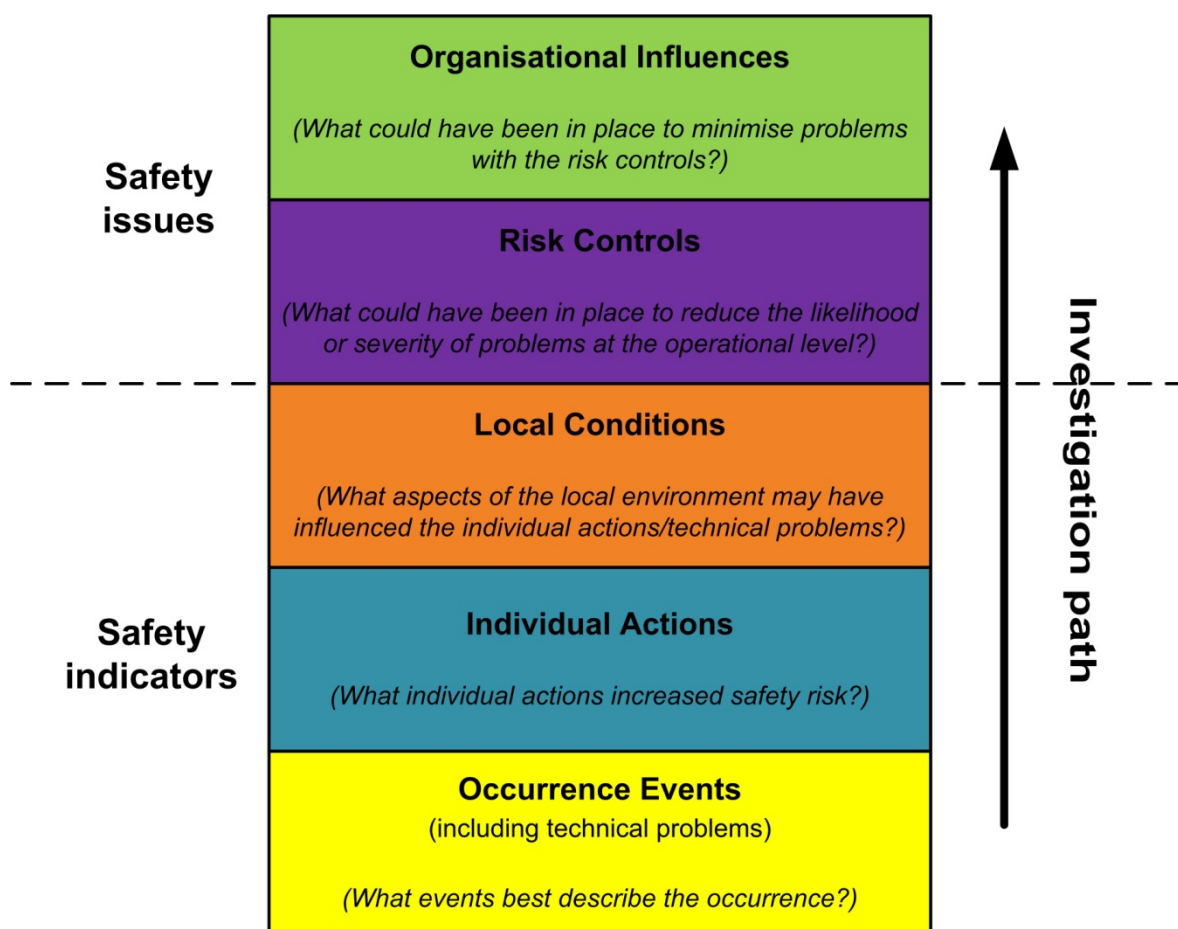 Organisational Influences
(What could have been in place to minimise problems
with the risk controls?)
Safety
issues
Risk Controls
(What could have been in place to reduce the likelihood
or severity of problems at the operational level?)
Local Conditions
(What aspects of the local environment may have
influenced the individual actions/technical problems?)
Safety
indicators
Individual Actions
(What individual actions increased safety risk?)
Occurrence Events
(including technical problems)
(What events best describe the occurrence?)
Investigation path